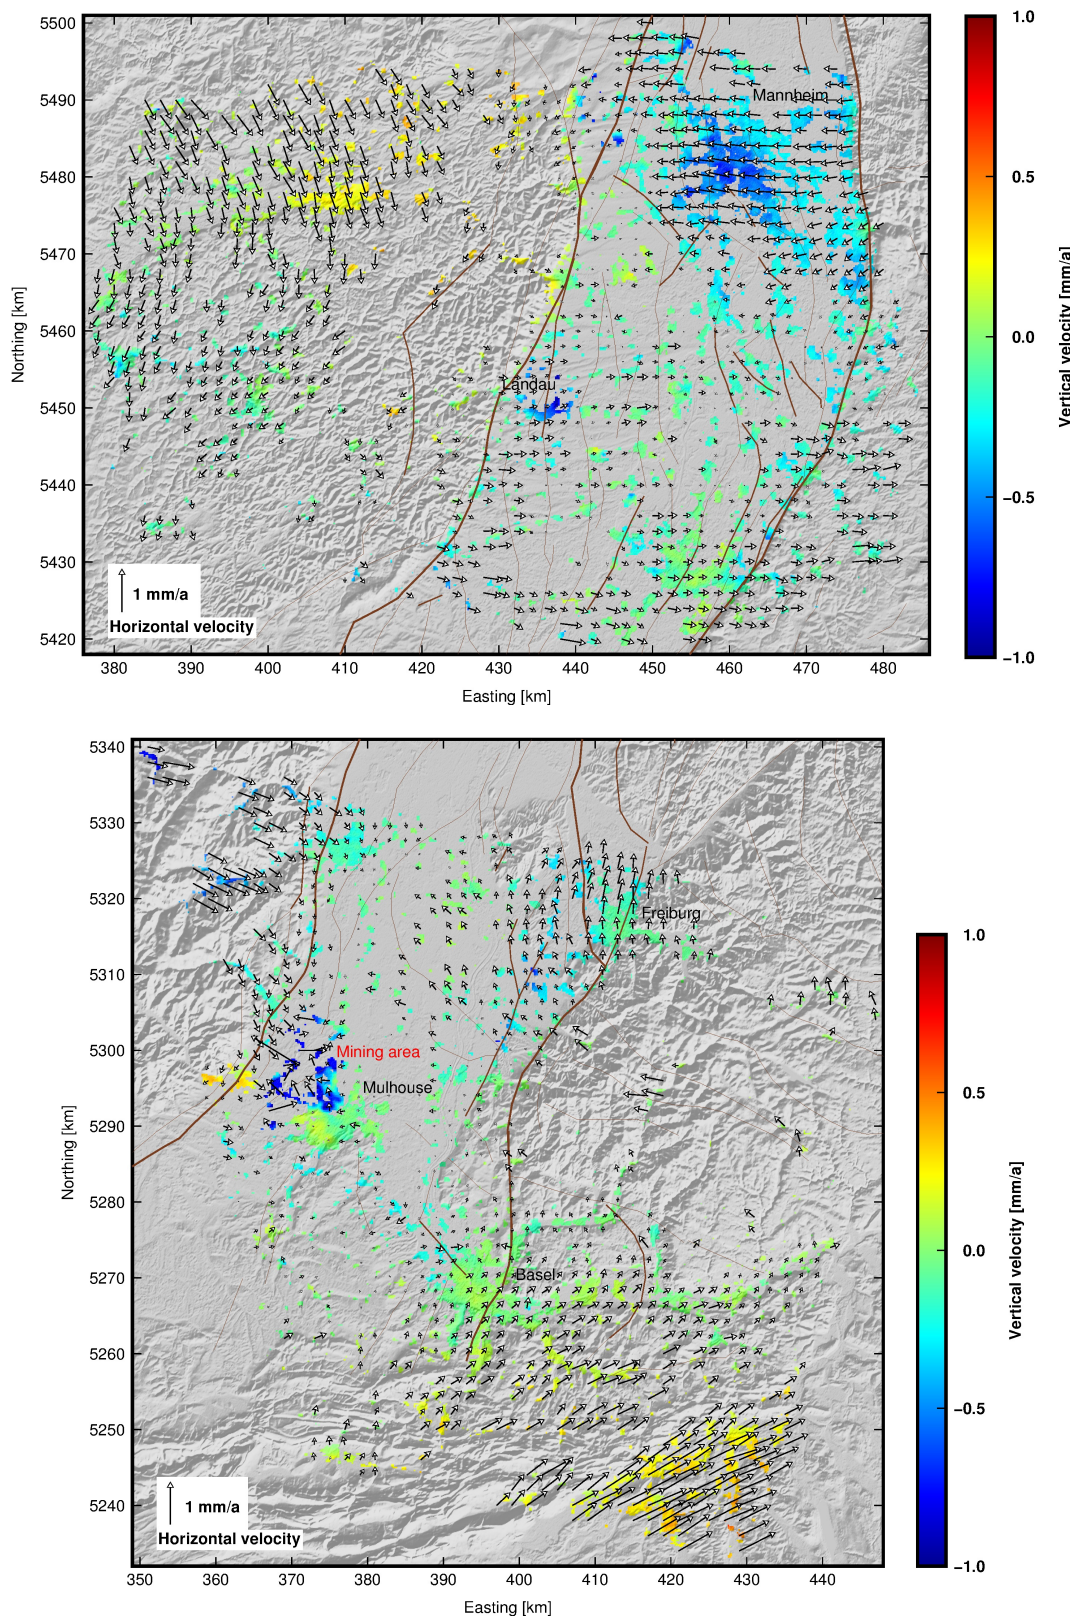 5500
5490
5480
5470
5460
5450
5440
5430
5420
Northing [km]
Mannheim
Landau
1 mm/a
Horizontal velocity
380 390 400 410 420 430 440 450 460 470 480
Easting [km]
1.0
0.5
0.0
−0.5
−1.0
Vertical velocity [mm/a]
5340
5330
5320
5310
5300
5290
5280
5270
5260
5250
5240
Northing [km]
Freiburg
Mining area
Mulhouse
Basel
1 mm/a
Horizontal velocity
350 360 370 380 390 400 410 420 430 440
Easting [km]
1.0
0.5
0.0
−0.5
−1.0
Vertical velocity [mm/a]